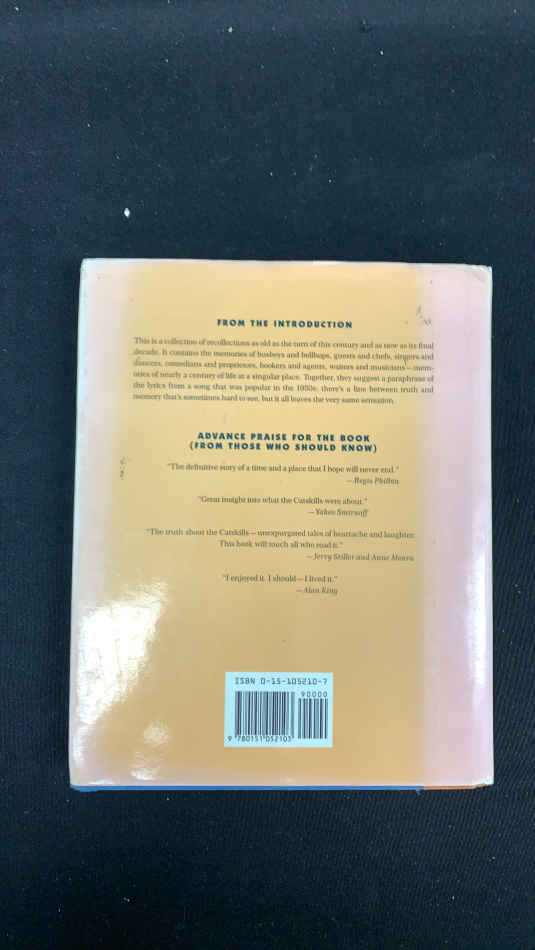 FROM THE INTRODUCTION
This is a collection of recollections as old as the turn of this century and as new as its final
decade. It contains the memories of busboys and bellhops, guests and chefs, singers and
dancers, comedians and proprietors, bookers and agents, waiters and musicians—mem-
ories of nearly a century of life at a singular place. Together, they suggest a paraphrase of
the lyrics from a song that was popular in the 1950s: there's a line between truth and
memory that's sometimes hard to see, but it all leaves the very same sensation.
ADVANCE PRAISE FOR THE BOOK
(FROM THOSE WHO SHOULD KNOW)
"The definitive story of a time and a place that I hope will never end."
—Regis Philbin
"Great insight into what the Catskills were about."
—Yakov Smirnoff
"The truth about the Catskills—unexpurgated tales of heartache and laughter.
This book will touch all who read it."
—Jerry Stiller and Anne Meara
"I enjoyed it. I should—I lived it."
—Alan King
ISBN 0-15-105210-7
90000
9 780151 052103